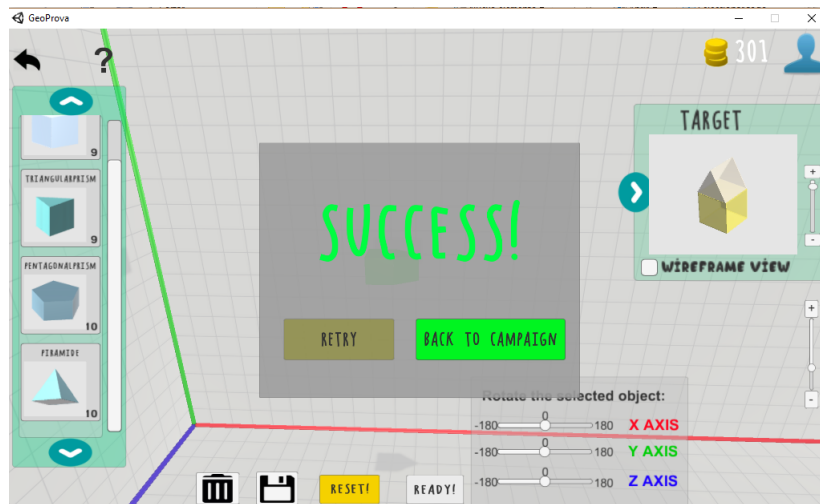 GeoProva
?
301
9
TRIANGULARPRISM
9
PENTAGONALPRISM
10
PIRAMIDE
10
TARGET
+
-
WIREFRAME VIEW
SUCCESS!
RETRY
BACK TO CAMPAIGN
+
-
Rotate the selected object:
0
-180 180 X AXIS
0
-180 180 Y AXIS
0
-180 180 Z AXIS
RESET!
READY!